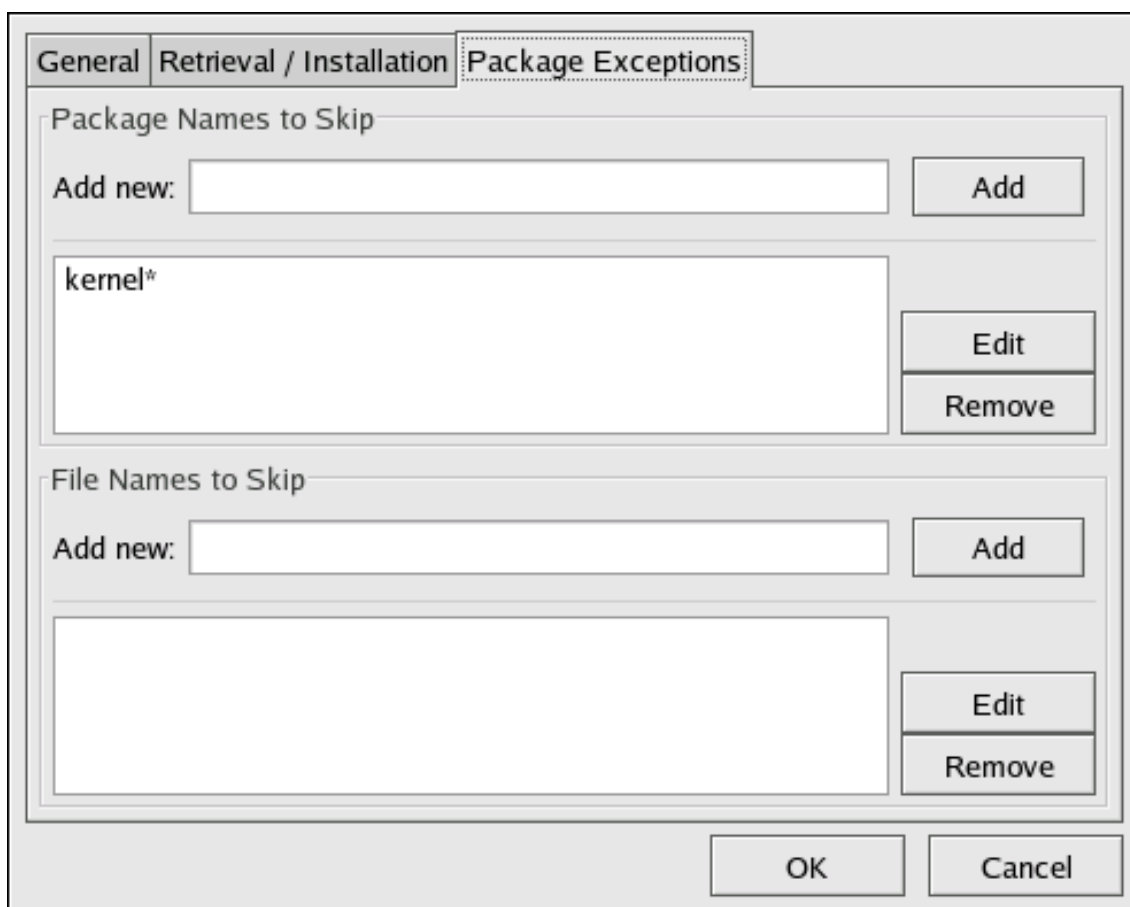 General Retrieval / Installation Package Exceptions
Package Names to Skip
Add new: Add
kernel*
Edit
Remove
File Names to Skip
Add new: Add
Edit
Remove
OK Cancel